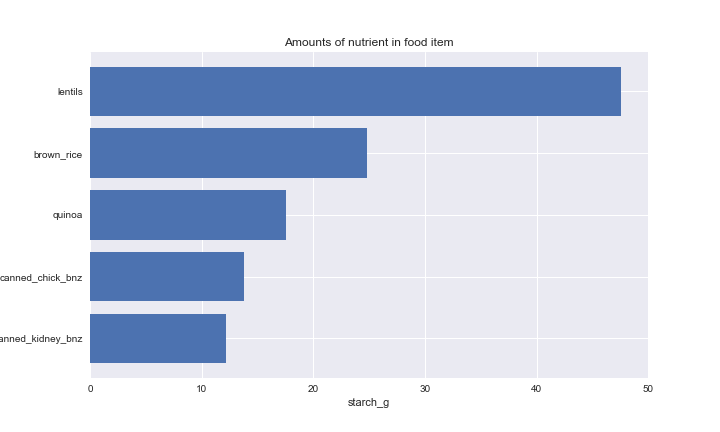 Amounts of nutrient in food item
lentils
brown_rice
quinoa
canned_chick_bnz
anned_kidney_bnz
0 10 20 30 40 50
starch_g